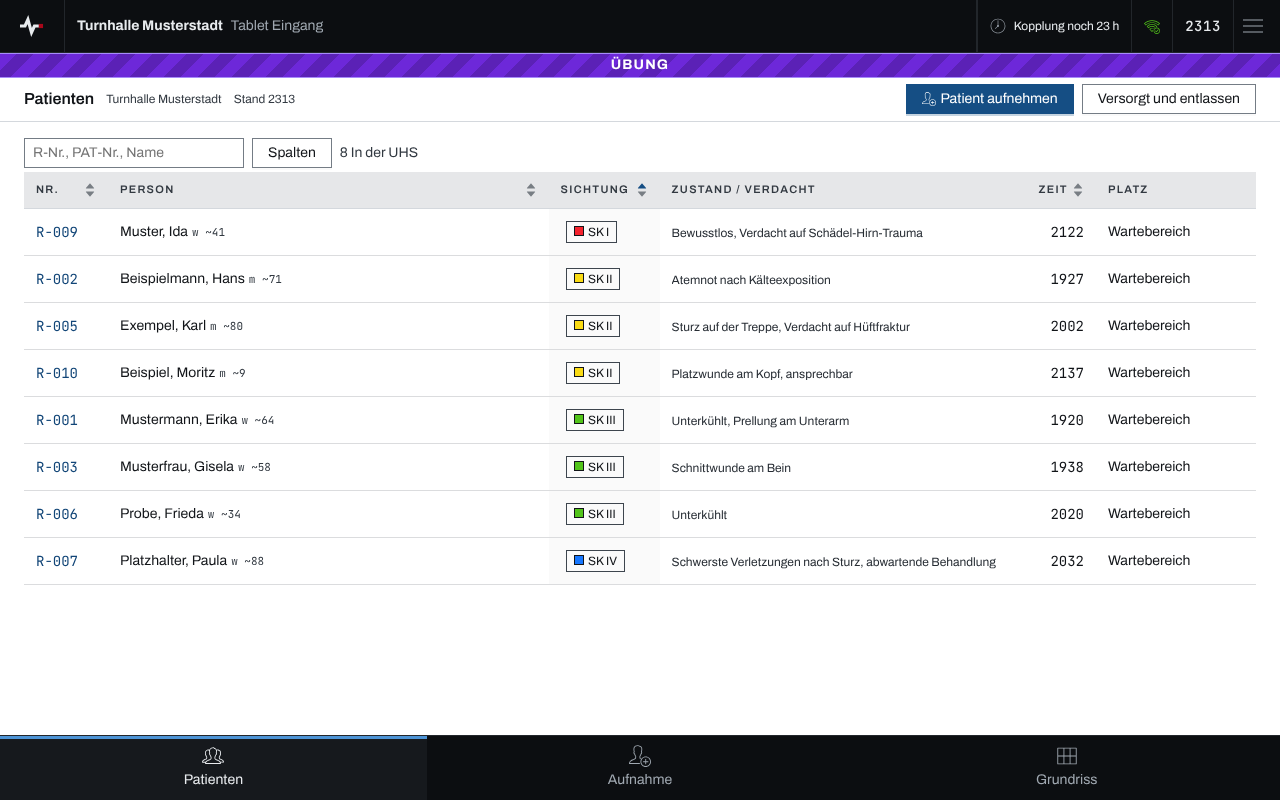 Turnhalle Musterstadt Tablet Eingang Kopplung noch 23 h 2313
ÜBUNG
Patienten Turnhalle Musterstadt Stand 2313 Patient aufnehmen Versorgt und entlassen
R-Nr., PAT-Nr., Name Spalten 8 In der UHS
NR. PERSON SICHTUNG ZUSTAND / VERDACHT ZEIT PLATZ
R-009 Muster, Ida w ~41 SK I Bewusstlos, Verdacht auf Schädel-Hirn-Trauma 2122 Wartebereich
R-002 Beispielmann, Hans m ~71 SK II Atemnot nach Kälteexposition 1927 Wartebereich
R-005 Exempel, Karl m ~80 SK II Sturz auf der Treppe, Verdacht auf Hüftfraktur 2002 Wartebereich
R-010 Beispiel, Moritz m ~9 SK II Platzwunde am Kopf, ansprechbar 2137 Wartebereich
R-001 Mustermann, Erika w ~64 SK III Unterkühlt, Prellung am Unterarm 1920 Wartebereich
R-003 Musterfrau, Gisela w ~58 SK III Schnittwunde am Bein 1938 Wartebereich
R-006 Probe, Frieda w ~34 SK III Unterkühlt 2020 Wartebereich
R-007 Platzhalter, Paula w ~88 SK IV Schwerste Verletzungen nach Sturz, abwartende Behandlung 2032 Wartebereich
Patienten Aufnahme Grundriss